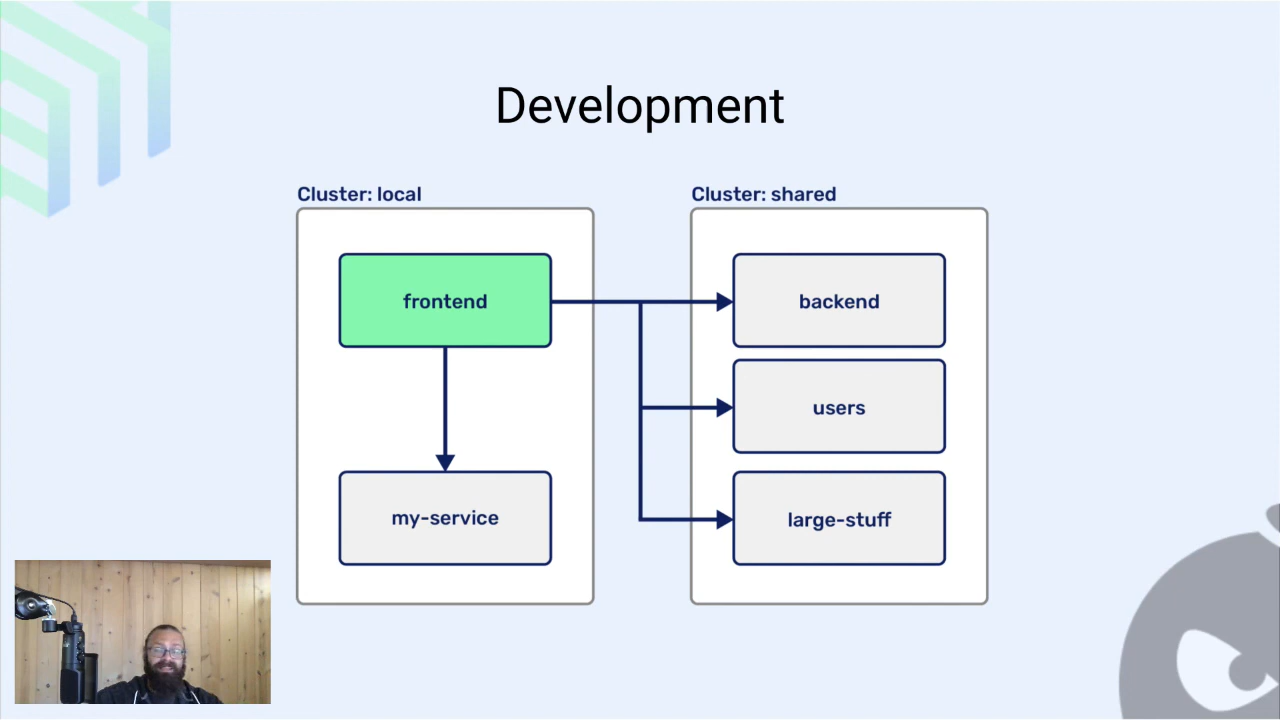 Development
Cluster: local
Cluster: shared
frontend
backend
users
my-service
large-stuff